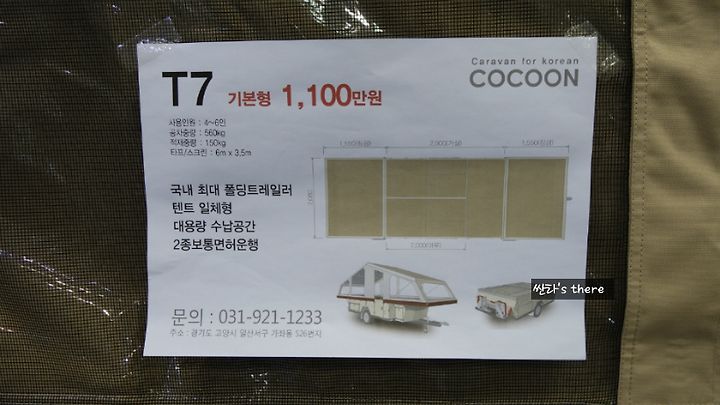 Caravan for korean
COCOON
T7 기본형 1,100만원
사용인원 : 4~6인
공차중량 : 560kg
적재중량 : 150kg
타프/스크린 : 6m x 3.5m
국내 최대 폴딩트레일러
텐트 일체형
대용량 수납공간
2종보통면허운행
문의 : 031-921-1233
주소 : 경기도 고양시 일산서구 가좌동 526번지
싼타's there